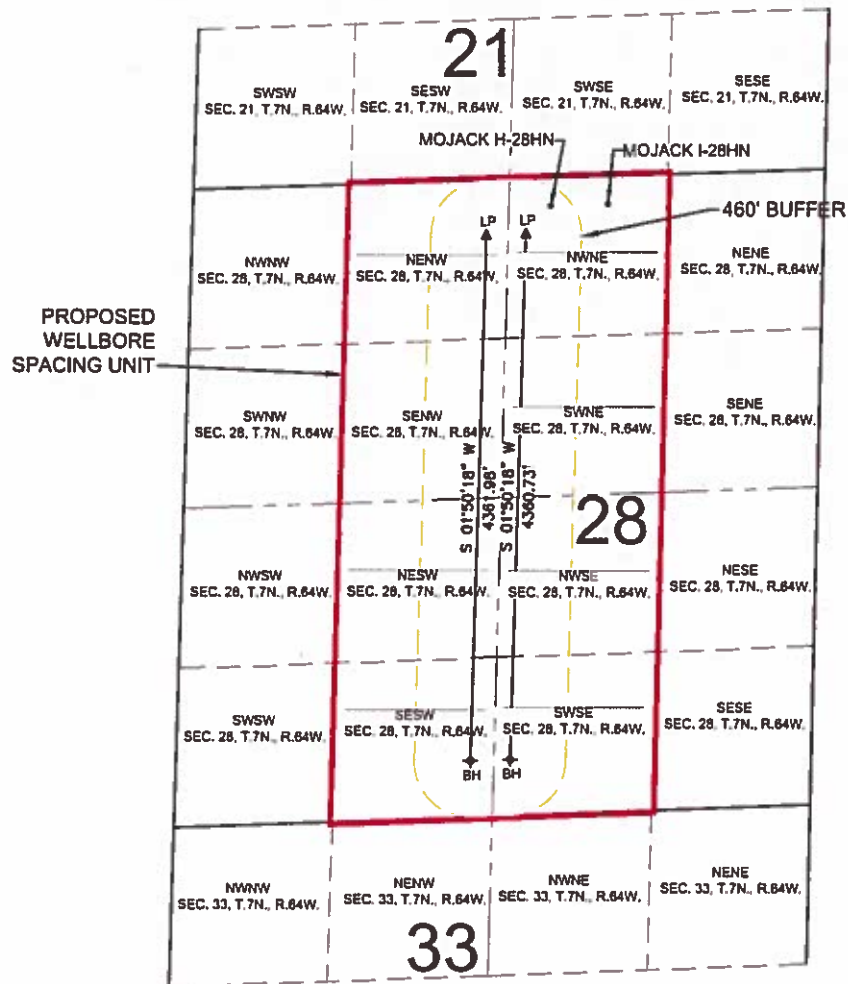 21
SWSW
SEC. 21, T.7N., R.64W.
SESW
SEC. 21, T.7N., R.64W.
SWSE
SEC. 21, T.7N., R.64W.
SESE
SEC. 21, T.7N., R.64W.
MOJACK H-28HN
MOJACK I-28HN
460' BUFFER
LP
LP
NWNW
SEC. 28, T.7N., R.64W.
NENW
SEC. 28, T.7N., R.64W.
NWNE
SEC. 28, T.7N., R.64W.
NENE
SEC. 28, T.7N., R.64W.
PROPOSED
WELLBORE
SPACING UNIT
SWNW
SEC. 28, T.7N., R.64W.
SENW
SEC. 28, T.7N., R.64W.
SWNE
SEC. 28, T.7N., R.64W.
SENE
SEC. 28, T.7N., R.64W.
S 01°50'18" W
4361.98'
S 01°50'18" W
4360.73'
28
NWSW
SEC. 28, T.7N., R.64W.
NESW
SEC. 28, T.7N., R.64W.
NWSE
SEC. 28, T.7N., R.64W.
NESE
SEC. 28, T.7N., R.64W.
SWSW
SEC. 28, T.7N., R.64W.
SESW
SEC. 28, T.7N., R.64W.
SWSE
SEC. 28, T.7N., R.64W.
SESE
SEC. 28, T.7N., R.64W.
BH
BH
NWNW
SEC. 33, T.7N., R.64W.
NENW
SEC. 33, T.7N., R.64W.
NWNE
SEC. 33, T.7N., R.64W.
NENE
SEC. 33, T.7N., R.64W.
33